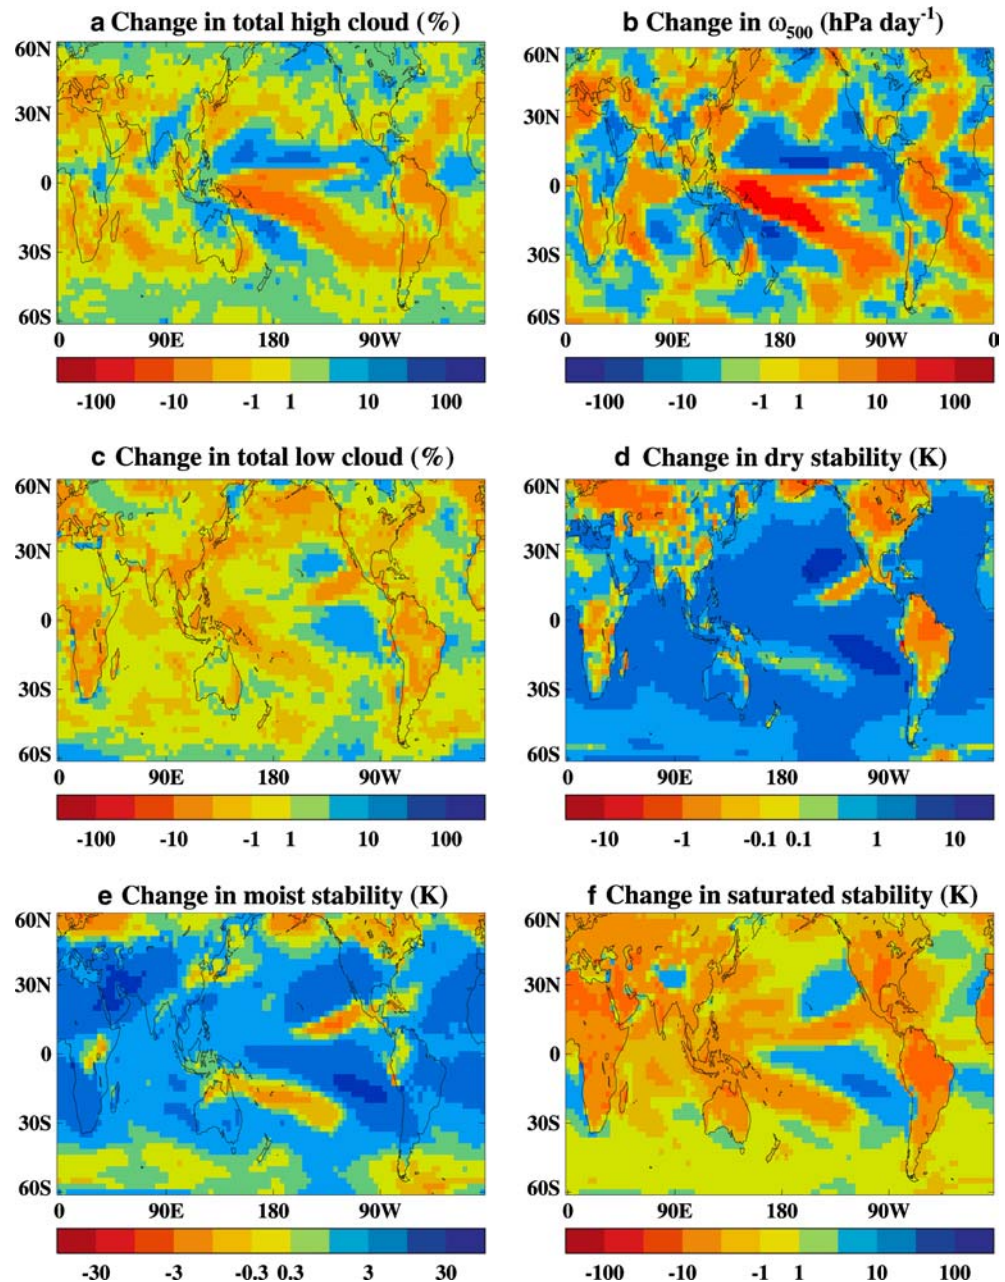 a Change in total high cloud (%)
60N
30N
0
30S
60S
0 90E 180 90W
-100 -10 -1 1 10 100
b Change in ω500 (hPa day-1)
60N
30N
0
30S
60S
0 90E 180 90W 0
-100 -10 -1 1 10 100
c Change in total low cloud (%)
60N
30N
0
30S
60S
0 90E 180 90W
-100 -10 -1 1 10 100
d Change in dry stability (K)
60N
30N
0
30S
60S
0 90E 180 90W
-10 -1 -0.1 0.1 1 10
e Change in moist stability (K)
60N
30N
0
30S
60S
0 90E 180 90W
-30 -3 -0.3 0.3 3 30
f Change in saturated stability (K)
60N
30N
0
30S
60S
0 90E 180 90W
-100 -10 -1 1 10 100